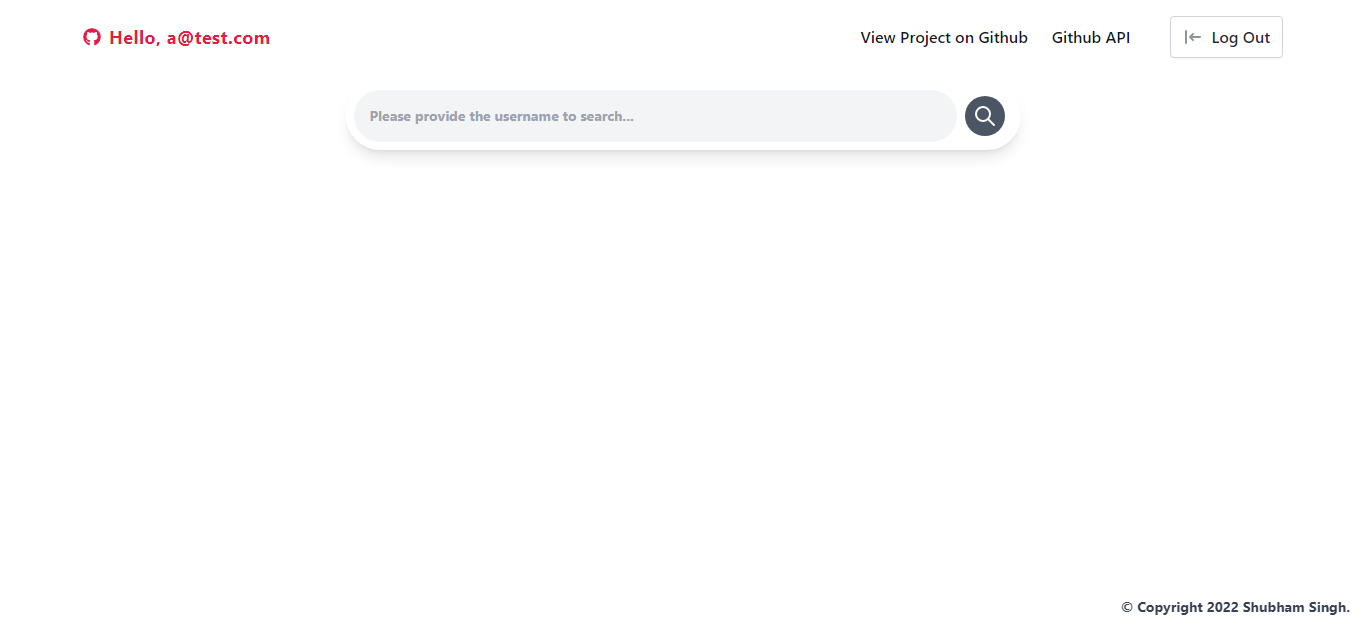 Hello, a@test.com
View Project on Github
Github API
Log Out
Please provide the username to search...
© Copyright 2022 Shubham Singh.